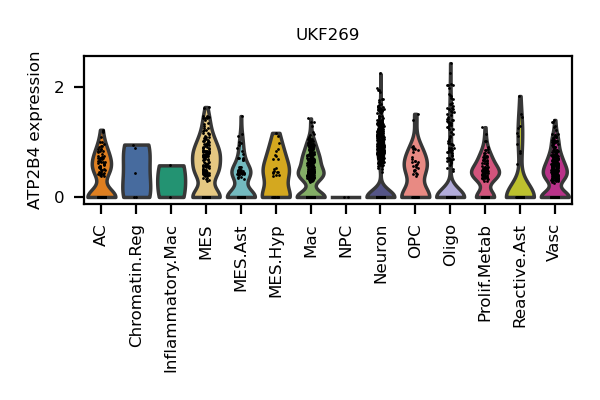 UKF269
ATP2B4 expression
2
0
AC
Chromatin.Reg
Inflammatory.Mac
MES
MES.Ast
MES.Hyp
Mac
NPC
Neuron
OPC
Oligo
Prolif.Metab
Reactive.Ast
Vasc